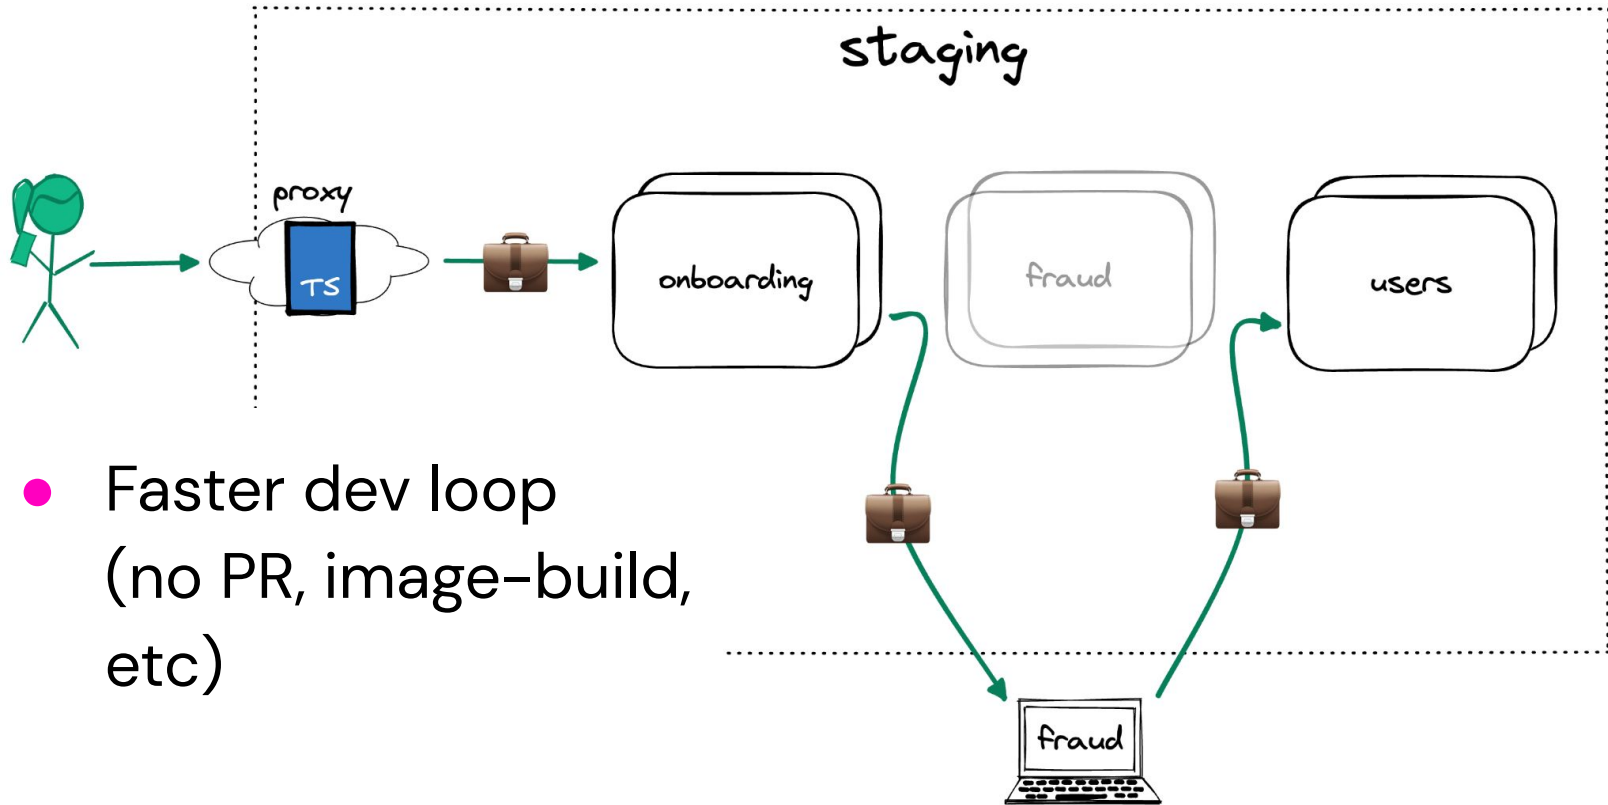 staging
proxy
TS
onboarding
fraud
users
● Faster dev loop
(no PR, image-build,
etc)
fraud